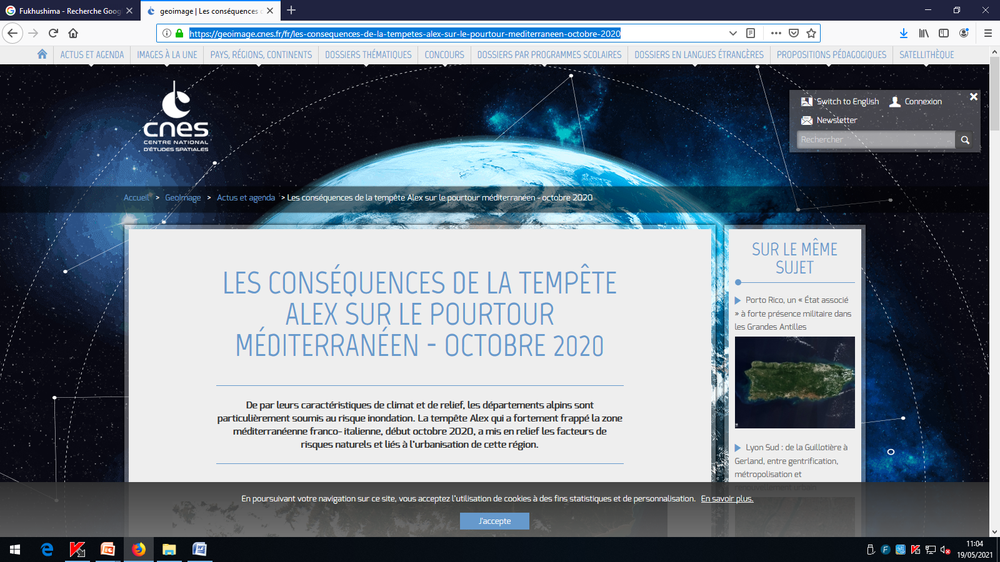 Fukhushima - Recherche Goog
geoimage | Les conséquences
https://geoimage.cnes.fr/fr/les-consequences-de-la-tempetes-alex-sur-le-pourtour-mediterraneen-octobre-2020
ACTUS ET AGENDA
IMAGES À LA UNE
PAYS, RÉGIONS, CONTINENTS
DOSSIERS THÉMATIQUES
CONCOURS
DOSSIERS PAR PROGRAMMES SCOLAIRES
DOSSIERS EN LANGUES ÉTRANGÈRES
PROPOSITIONS PÉDAGOGIQUES
SATELLITHÈQUE
cnes
CENTRE NATIONAL
D'ÉTUDES SPATIALES
Switch to English
Connexion
Newsletter
Rechercher
Accueil > GeoImage > Actus et agenda > Les conséquences de la tempête Alex sur le pourtour méditerranéen - octobre 2020
LES CONSÉQUENCES DE LA TEMPÊTE
ALEX SUR LE POURTOUR
MÉDITERRANÉEN - OCTOBRE 2020
De par leurs caractéristiques de climat et de relief, les départements alpins sont
particulièrement soumis au risque inondation. La tempête Alex qui a fortement frappé la zone
méditerranéenne franco- italienne, début octobre 2020, a mis en relief les facteurs de
risques naturels et liés à l'urbanisation de cette région.
SUR LE MÊME
SUJET
Porto Rico, un « État associé
» à forte présence militaire dans
les Grandes Antilles
Lyon Sud : de la Guillotière à
Gerland, entre gentrification,
métropolisation et
renouvellement urbain
En poursuivant votre navigation sur ce site, vous acceptez l'utilisation de cookies à des fins statistiques et de personnalisation. En savoir plus.
J'accepte
11:04
19/05/2021